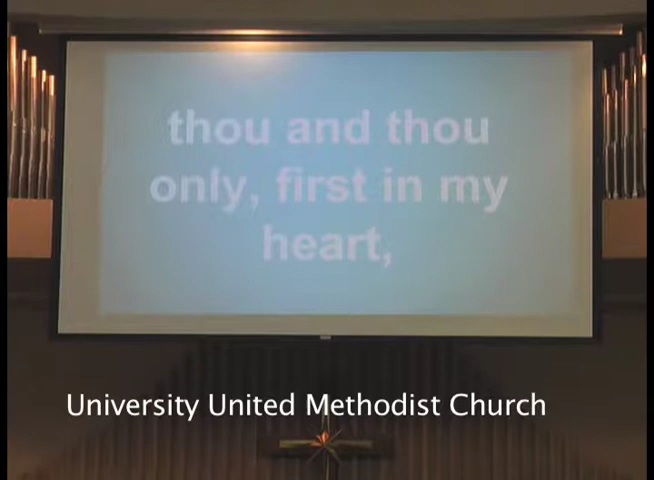 thou and thou
only, first in my
heart,
University United Methodist Church